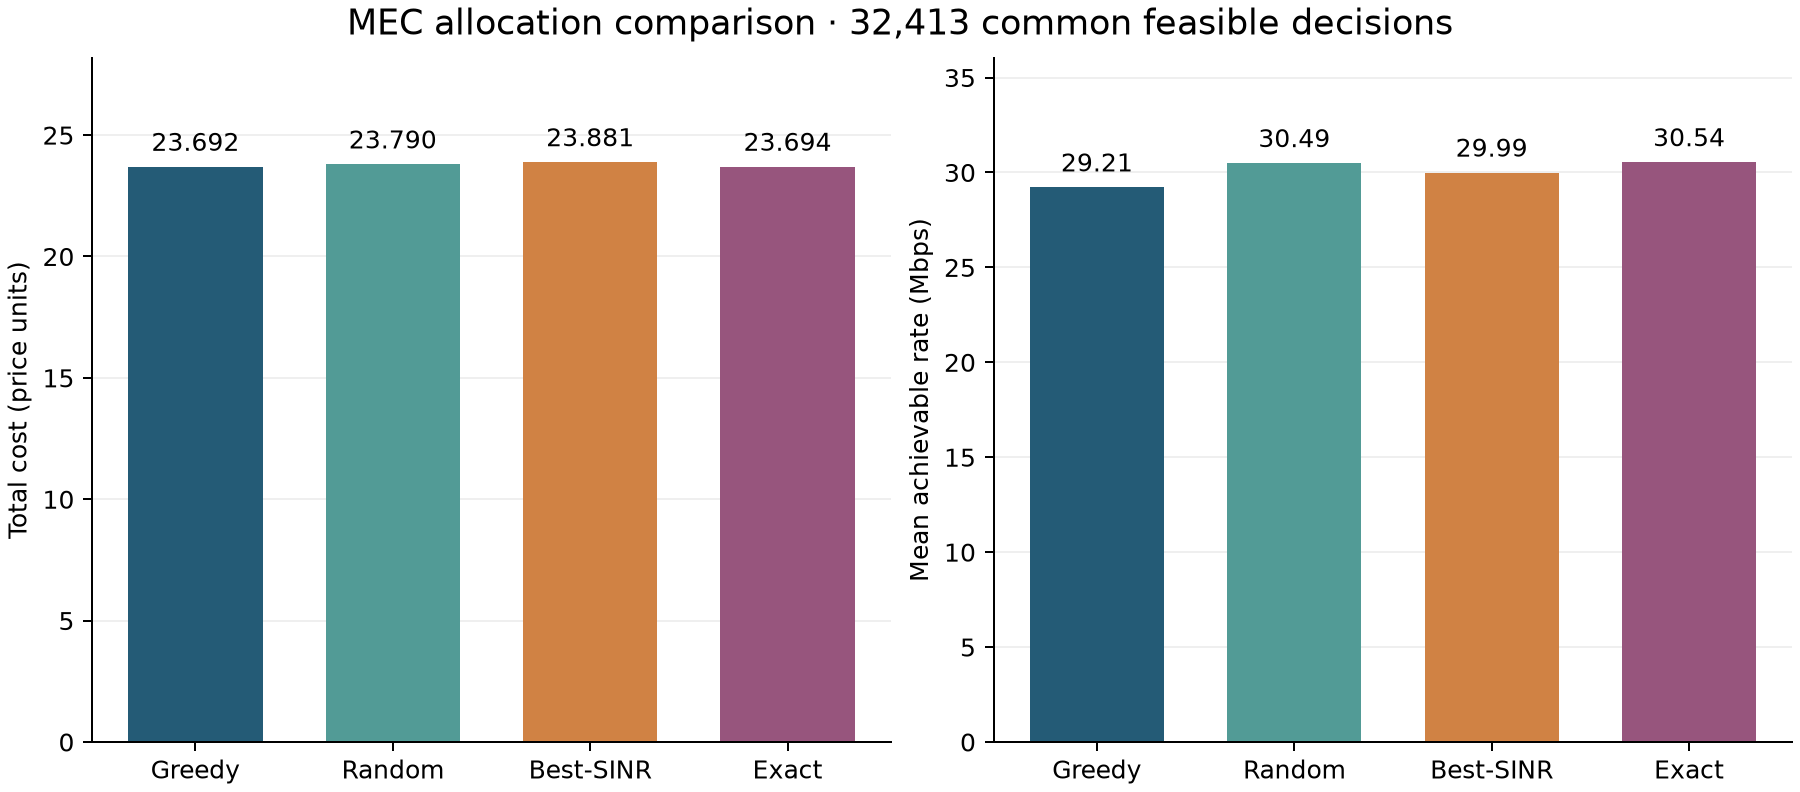 MEC allocation comparison · 32,413 common feasible decisions
Total cost (price units)
25
20
15
10
5
0
23.692
23.790
23.881
23.694
Greedy
Random
Best-SINR
Exact
Mean achievable rate (Mbps)
35
30
25
20
15
10
5
0
29.21
30.49
29.99
30.54
Greedy
Random
Best-SINR
Exact